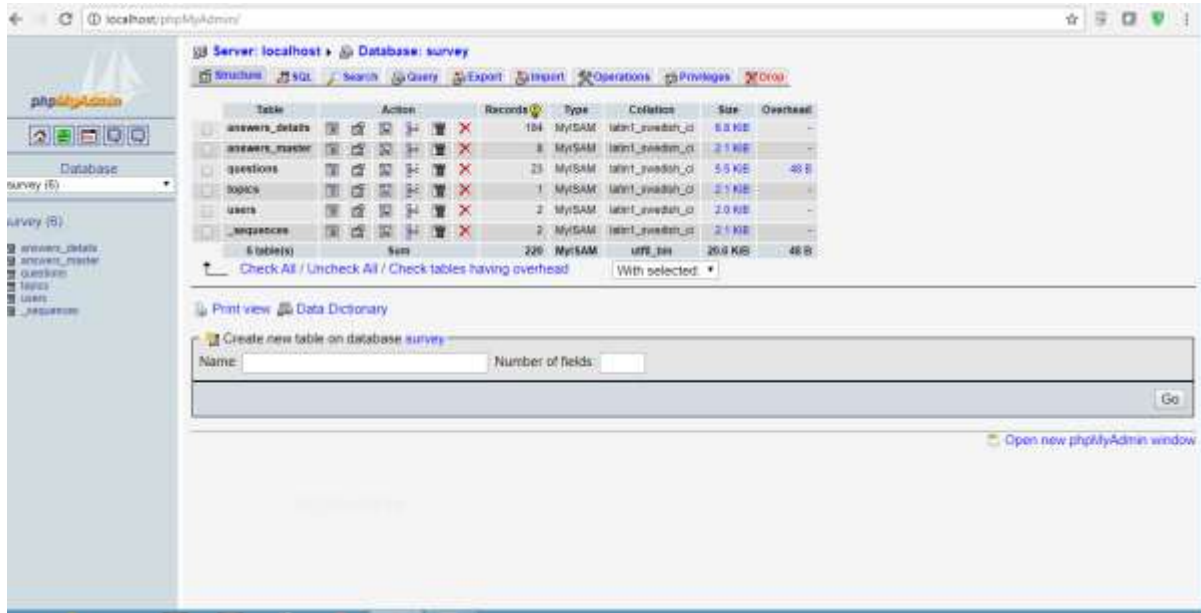 localhost/phpMyAdmin/
phpMyAdmin
Database
survey (6)
survey (6)
answers_details
answers_master
questions
topics
users
_sequences
Server: localhost ▸ Database: survey
Structure SQL Search Query Export Import Operations Privileges Drop
Table Action Records Type Collation Size Overhead
answers_details 184 MyISAM latin1_swedish_ci 8.8 KiB -
answers_master 8 MyISAM latin1_swedish_ci 2.1 KiB -
questions 23 MyISAM latin1_swedish_ci 5.5 KiB 48 B
topics 1 MyISAM latin1_swedish_ci 2.1 KiB -
users 2 MyISAM latin1_swedish_ci 2.0 KiB -
_sequences 2 MyISAM latin1_swedish_ci 2.1 KiB -
6 table(s) Sum 220 MyISAM utf8_bin 20.6 KiB 48 B
Check All / Uncheck All / Check tables having overhead With selected:
Print view Data Dictionary
Create new table on database survey
Name: Number of fields:
Go
Open new phpMyAdmin window